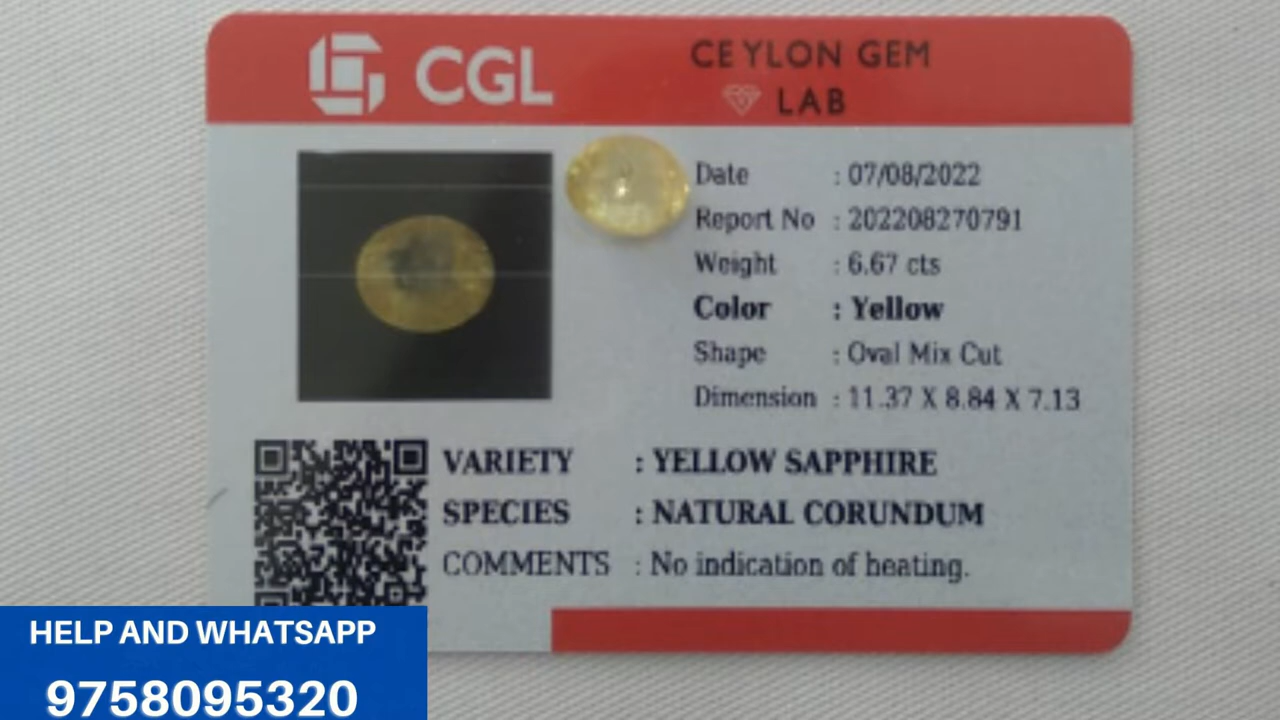 CGL
CEYLON GEM
LAB
Date : 07/08/2022
Report No : 202208270791
Weight : 6.67 cts
Color : Yellow
Shape : Oval Mix Cut
Dimension : 11.37 X 8.84 X 7.13
VARIETY : YELLOW SAPPHIRE
SPECIES : NATURAL CORUNDUM
COMMENTS : No indication of heating.
HELP AND WHATSAPP
9758095320